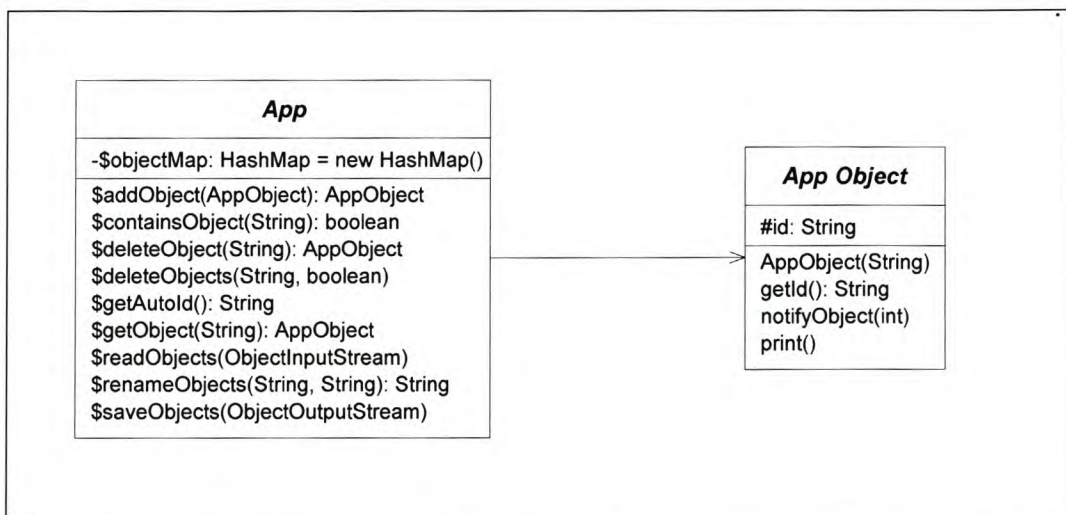 App
-$objectMap: HashMap = new HashMap()
$addObject(AppObject): AppObject
$containsObject(String): boolean
$deleteObject(String): AppObject
$deleteObjects(String, boolean)
$getAutoId(): String
$getObject(String): AppObject
$readObjects(ObjectInputStream)
$renameObjects(String, String): String
$saveObjects(ObjectOutputStream)
App Object
#id: String
AppObject(String)
getId(): String
notifyObject(int)
print()